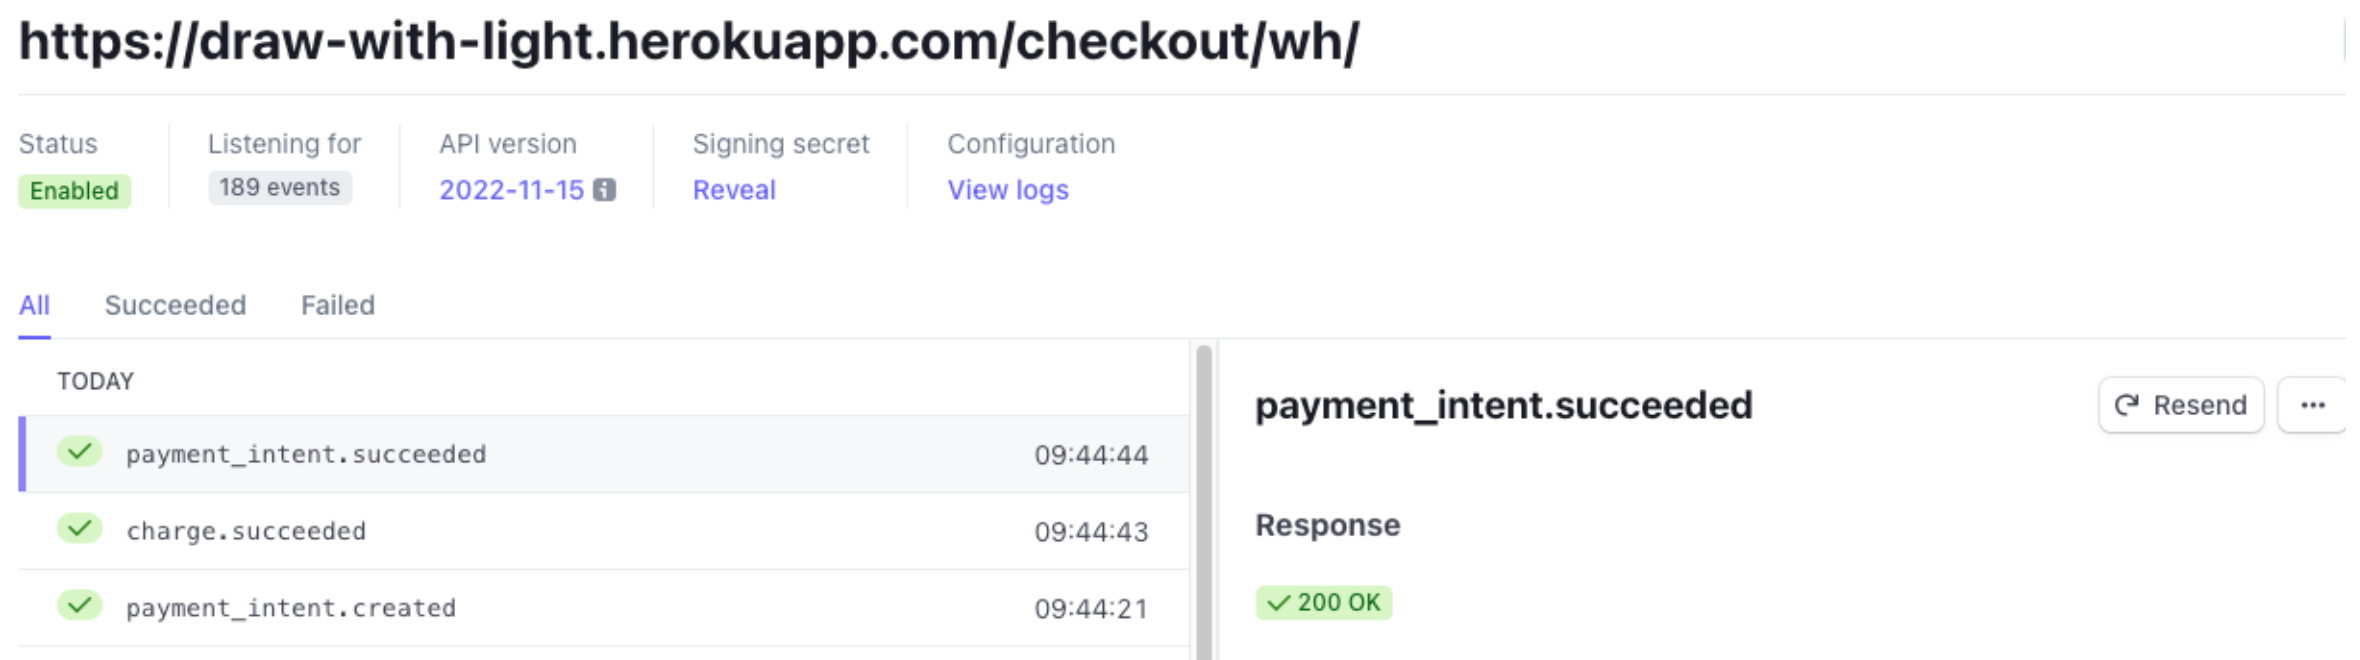 https://draw-with-light.herokuapp.com/checkout/wh/
Status
Enabled
Listening for
189 events
API version
2022-11-15
Signing secret
Reveal
Configuration
View logs
All Succeeded Failed
TODAY
payment_intent.succeeded 09:44:44
charge.succeeded 09:44:43
payment_intent.created 09:44:21
payment_intent.succeeded
Resend
Response
200 OK